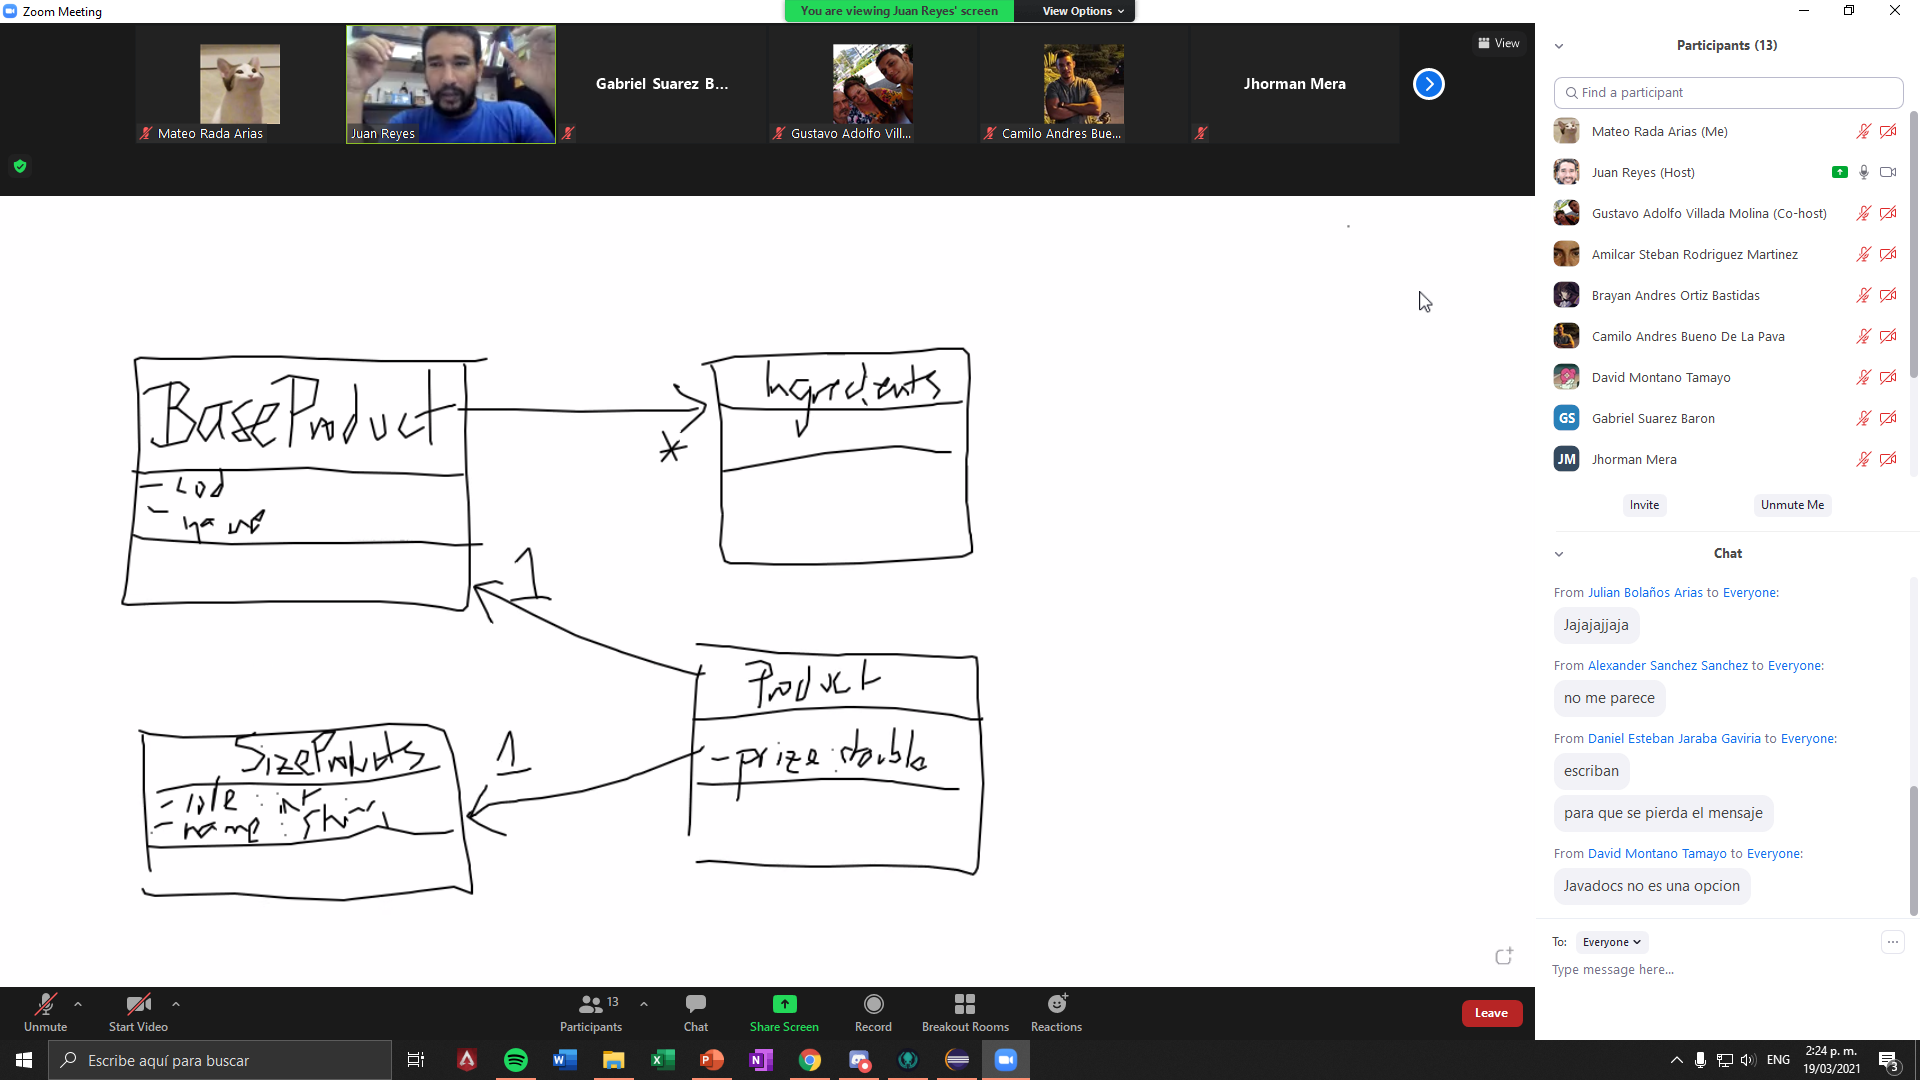 Zoom Meeting
You are viewing Juan Reyes' screen
View Options
View
Mateo Rada Arias
Juan Reyes
Gabriel Suarez B...
Gustavo Adolfo Vill...
Camilo Andres Bue...
Jhorman Mera
BaseProduct
- cod
- name
*
Ingredients
1
Product
- prize : double
SizeProducts
1
- name : String
Participants (13)
Find a participant
Mateo Rada Arias (Me)
Juan Reyes (Host)
Gustavo Adolfo Villada Molina (Co-host)
Amilcar Steban Rodriguez Martinez
Brayan Andres Ortiz Bastidas
Camilo Andres Bueno De La Pava
David Montano Tamayo
GS
Gabriel Suarez Baron
JM
Jhorman Mera
Invite
Unmute Me
Chat
From Julian Bolaños Arias to Everyone:
Jajajajjaja
From Alexander Sanchez Sanchez to Everyone:
no me parece
From Daniel Esteban Jaraba Gaviria to Everyone:
escriban
para que se pierda el mensaje
From David Montano Tamayo to Everyone:
Javadocs no es una opcion
To: Everyone
Type message here...
Unmute
Start Video
Participants
13
Chat
Share Screen
Record
Breakout Rooms
Reactions
Leave
Escribe aquí para buscar
ENG
2:24 p. m.
19/03/2021
3